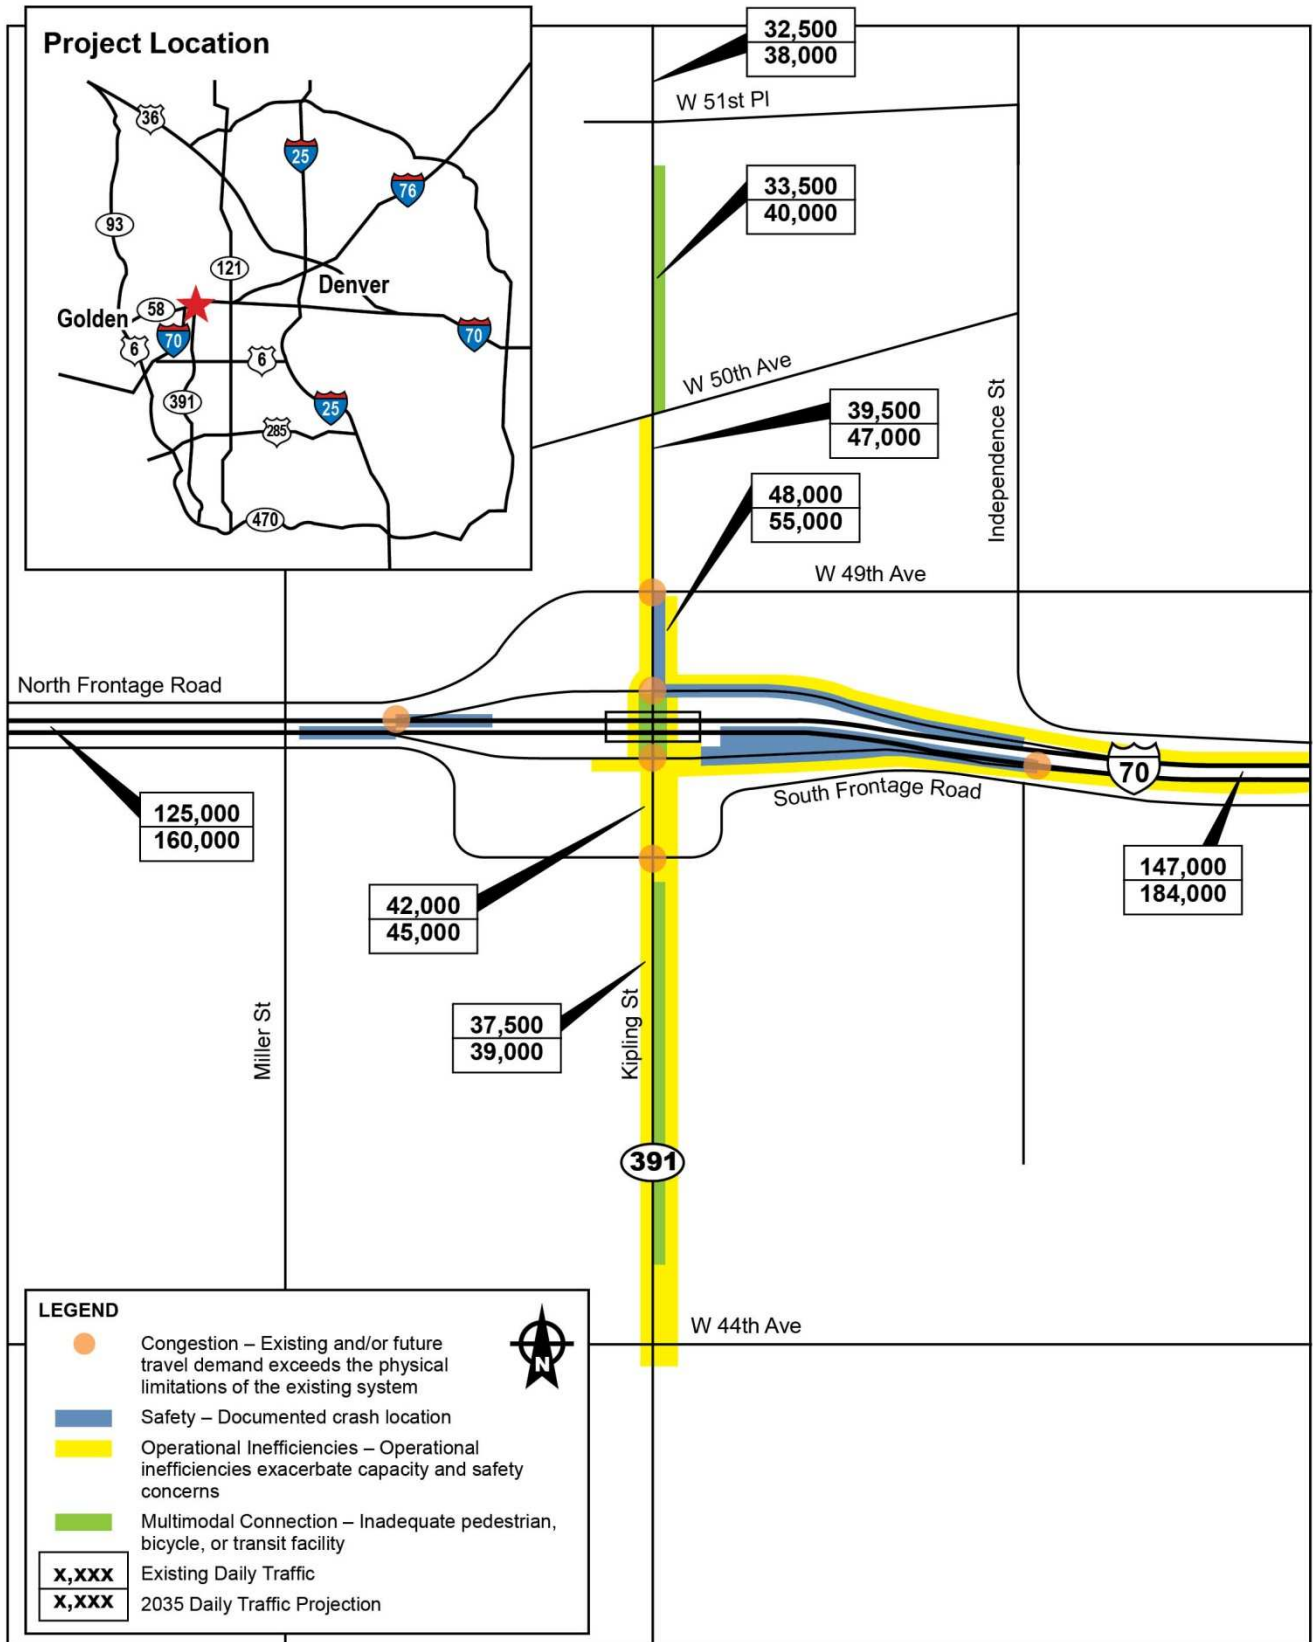 Project Location
36
25
76
93
121
Denver
58
Golden
70
6
6
70
391
25
285
470
32,500
38,000
W 51st Pl
33,500
40,000
W 50th Ave
39,500
47,000
Independence St
48,000
55,000
W 49th Ave
North Frontage Road
70
South Frontage Road
125,000
160,000
147,000
184,000
42,000
45,000
Miller St
Kipling St
37,500
39,000
391
W 44th Ave
LEGEND
N
Congestion – Existing and/or future
travel demand exceeds the physical
limitations of the existing system
Safety – Documented crash location
Operational Inefficiencies – Operational
inefficiencies exacerbate capacity and safety
concerns
Multimodal Connection – Inadequate pedestrian,
bicycle, or transit facility
x,xxx Existing Daily Traffic
x,xxx 2035 Daily Traffic Projection